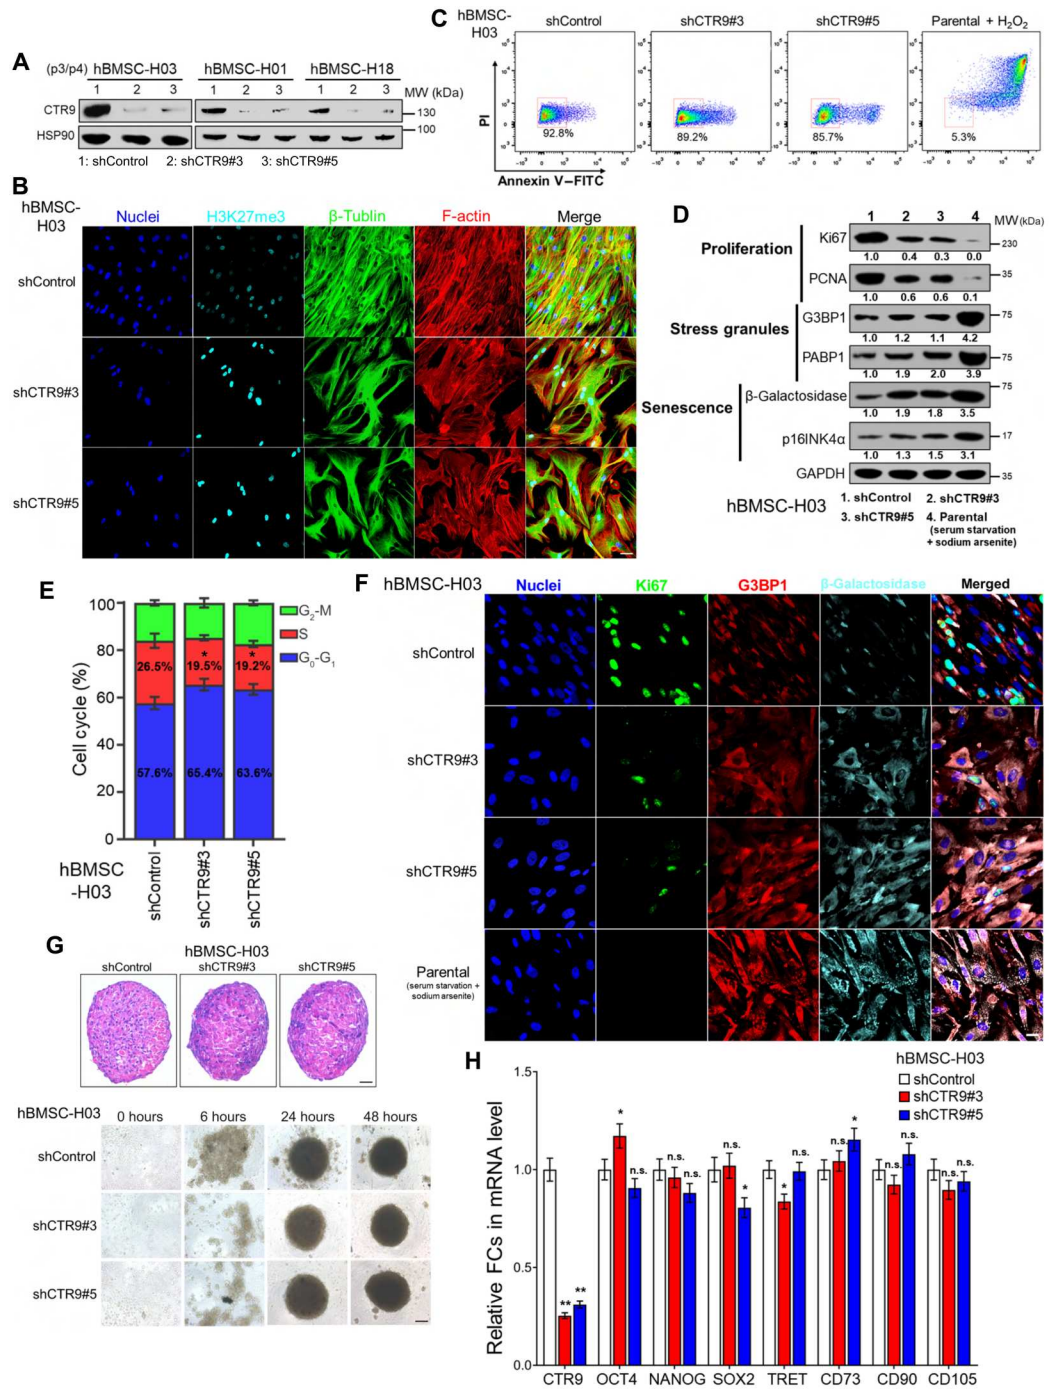 A
(p3/p4) hBMSC-H03 hBMSC-H01 hBMSC-H18
1 2 3 1 2 3 1 2 3 MW (kDa)
CTR9
130
100
HSP90
1: shControl 2: shCTR9#3 3: shCTR9#5
B
hBMSC-H03
Nuclei H3K27me3 β-Tublin F-actin Merge
shControl
shCTR9#3
shCTR9#5
C
hBMSC-H03
shControl shCTR9#3 shCTR9#5 Parental + H₂O₂
92.8% 89.2% 85.7% 5.3%
PI
Annexin V–FITC
D
1 2 3 4 MW (kDa)
Proliferation
Ki67 230
1.0 0.4 0.3 0.0
PCNA 35
1.0 0.6 0.6 0.1
Stress granules
G3BP1 75
1.0 1.2 1.1 4.2
PABP1 75
1.0 1.9 2.0 3.9
Senescence
β-Galactosidase 75
1.0 1.9 1.8 3.5
p16INK4α 17
1.0 1.3 1.5 3.1
GAPDH 35
hBMSC-H03
1. shControl 2. shCTR9#3
3. shCTR9#5 4. Parental
(serum starvation
+ sodium arsenite)
E
Cell cycle (%)
100
80
60
40
20
0
G₂-M
S
G₀-G₁
26.5% * 19.5% * 19.2%
57.6% 65.4% 63.6%
hBMSC
-H03
shControl
shCTR9#3
shCTR9#5
F
hBMSC-H03
Nuclei Ki67 G3BP1 β-Galactosidase Merged
shControl
shCTR9#3
shCTR9#5
Parental
(serum starvation +
sodium arsenite)
G
hBMSC-H03
shControl shCTR9#3 shCTR9#5
hBMSC-H03 0 hours 6 hours 24 hours 48 hours
shControl
shCTR9#3
shCTR9#5
H
hBMSC-H03
shControl
shCTR9#3
shCTR9#5
Relative FCs in mRNA level
1.5
1.0
0.5
0.0
** ** * n.s. n.s. n.s. n.s. * * n.s. n.s. * n.s. n.s. n.s. n.s.
CTR9 OCT4 NANOG SOX2 TRET CD73 CD90 CD105